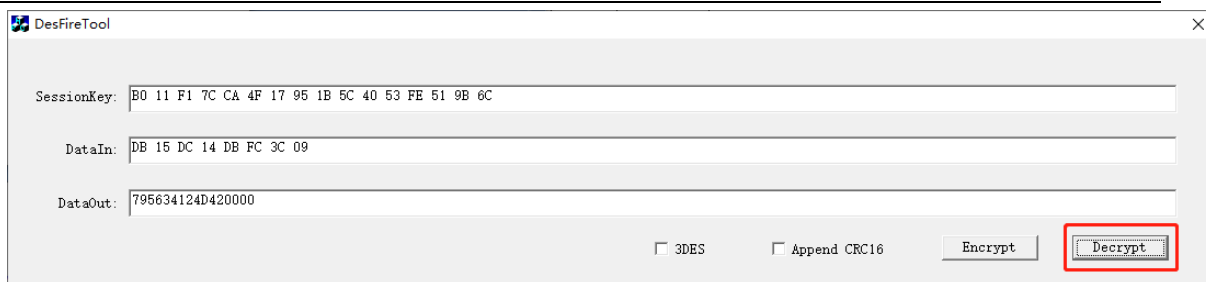 DesFireTool
SessionKey: B0 11 F1 7C CA 4F 17 95 1B 5C 40 53 FE 51 9B 6C
DataIn: DB 15 DC 14 DB FC 3C 09
DataOut: 795634124D420000
3DES Append CRC16 Encrypt Decrypt